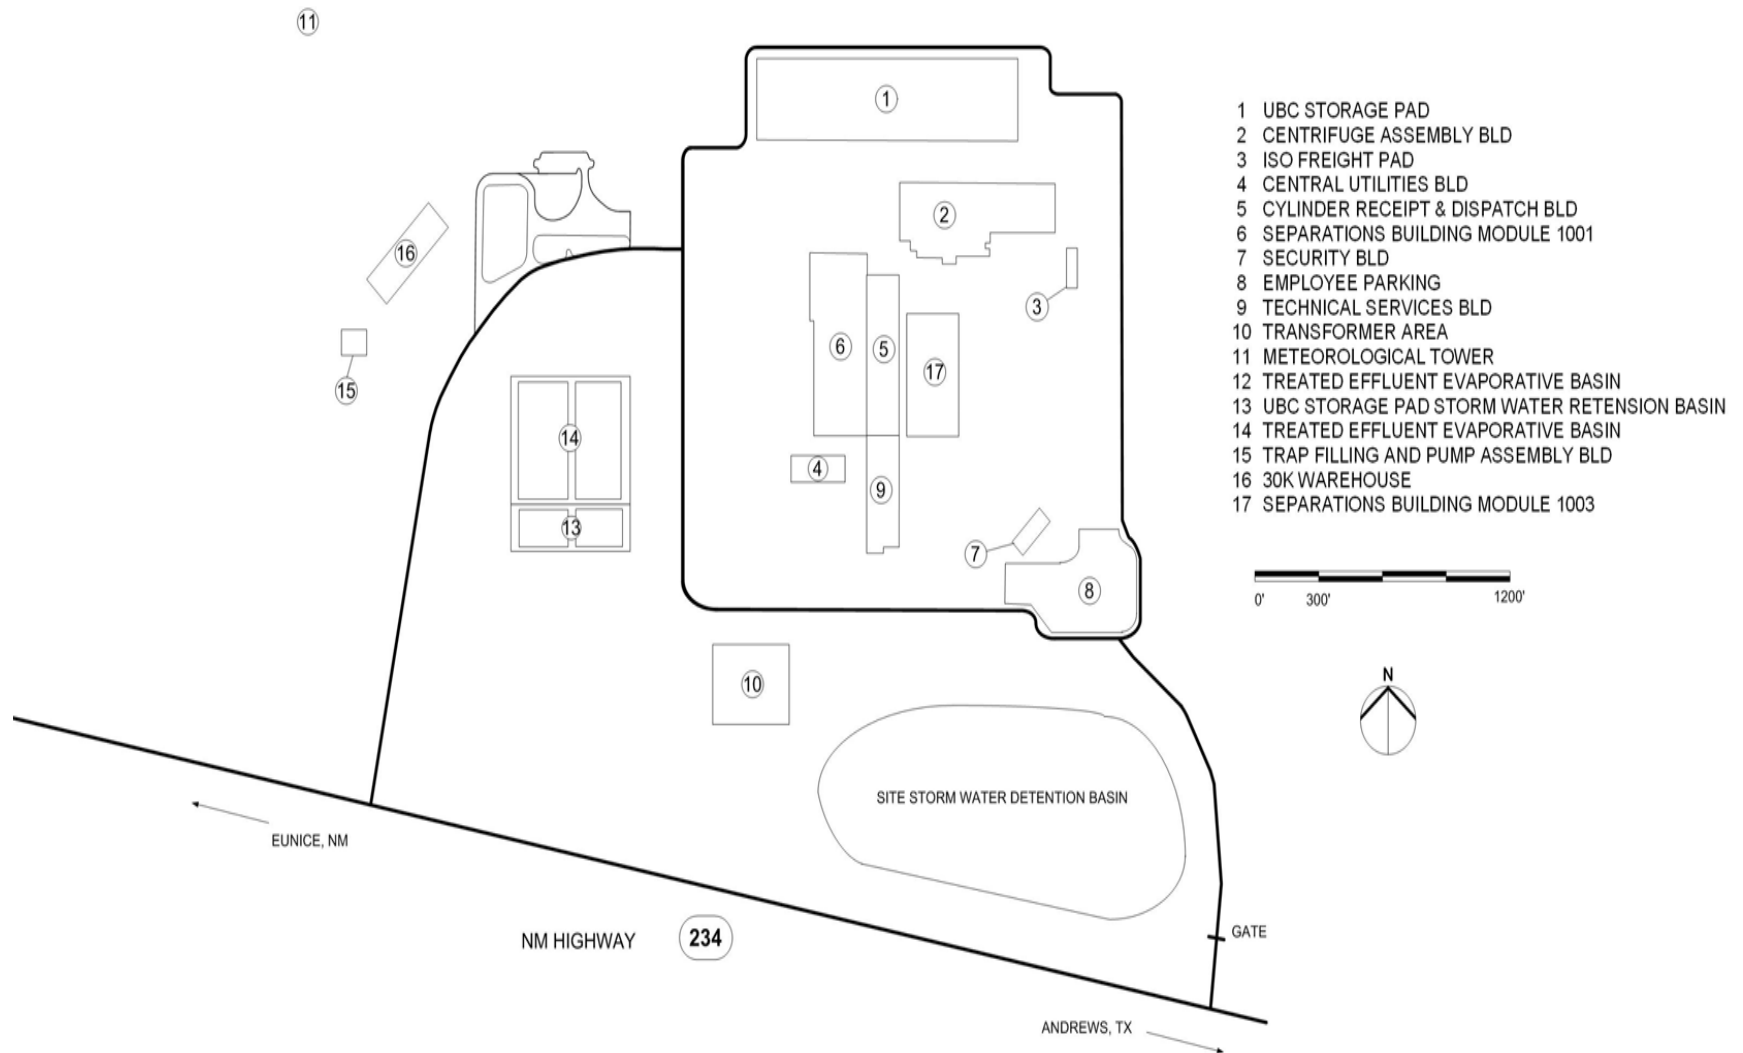 11
1
2
3
16
6
5
17
15
14
4
9
13
7
8
10
1 UBC STORAGE PAD
2 CENTRIFUGE ASSEMBLY BLD
3 ISO FREIGHT PAD
4 CENTRAL UTILITIES BLD
5 CYLINDER RECEIPT & DISPATCH BLD
6 SEPARATIONS BUILDING MODULE 1001
7 SECURITY BLD
8 EMPLOYEE PARKING
9 TECHNICAL SERVICES BLD
10 TRANSFORMER AREA
11 METEOROLOGICAL TOWER
12 TREATED EFFLUENT EVAPORATIVE BASIN
13 UBC STORAGE PAD STORM WATER RETENSION BASIN
14 TREATED EFFLUENT EVAPORATIVE BASIN
15 TRAP FILLING AND PUMP ASSEMBLY BLD
16 30K WAREHOUSE
17 SEPARATIONS BUILDING MODULE 1003
0' 300' 1200'
N
SITE STORM WATER DETENTION BASIN
EUNICE, NM
NM HIGHWAY 234
GATE
ANDREWS, TX